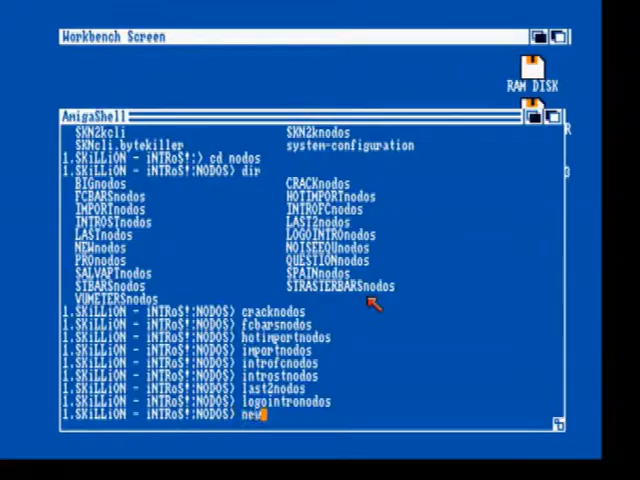 Workbench Screen
RAM DISK
AmigaShell
R
SKN2kcli SKN2knodos
SKNcli.bytekiller system-configuration
1.SKiLLiON - iNTRoS!:> cd nodos
1.SKiLLiON - iNTRoS!:NODOS> dir
3
BIGnodos CRACKnodos
FCBARSnodos HOTIMPORTnodos
IMPORTnodos INTROFCnodos
INTROSTnodos LAST2nodos
LASTnodos LOGOINTROnodos
NEWnodos NOISEEQUnodos
PROnodos QUESTIONnodos
SALVAPTnodos SPAINnodos
STBARSnodos STRASTERBARSnodos
VUMETERSnodos
1.SKiLLiON - iNTRoS!:NODOS> cracknodos
1.SKiLLiON - iNTRoS!:NODOS> fcbarsnodos
1.SKiLLiON - iNTRoS!:NODOS> hotimportnodos
1.SKiLLiON - iNTRoS!:NODOS> importnodos
1.SKiLLiON - iNTRoS!:NODOS> introfcnodos
1.SKiLLiON - iNTRoS!:NODOS> introstnodos
1.SKiLLiON - iNTRoS!:NODOS> last2nodos
1.SKiLLiON - iNTRoS!:NODOS> logointronodos
1.SKiLLiON - iNTRoS!:NODOS> new